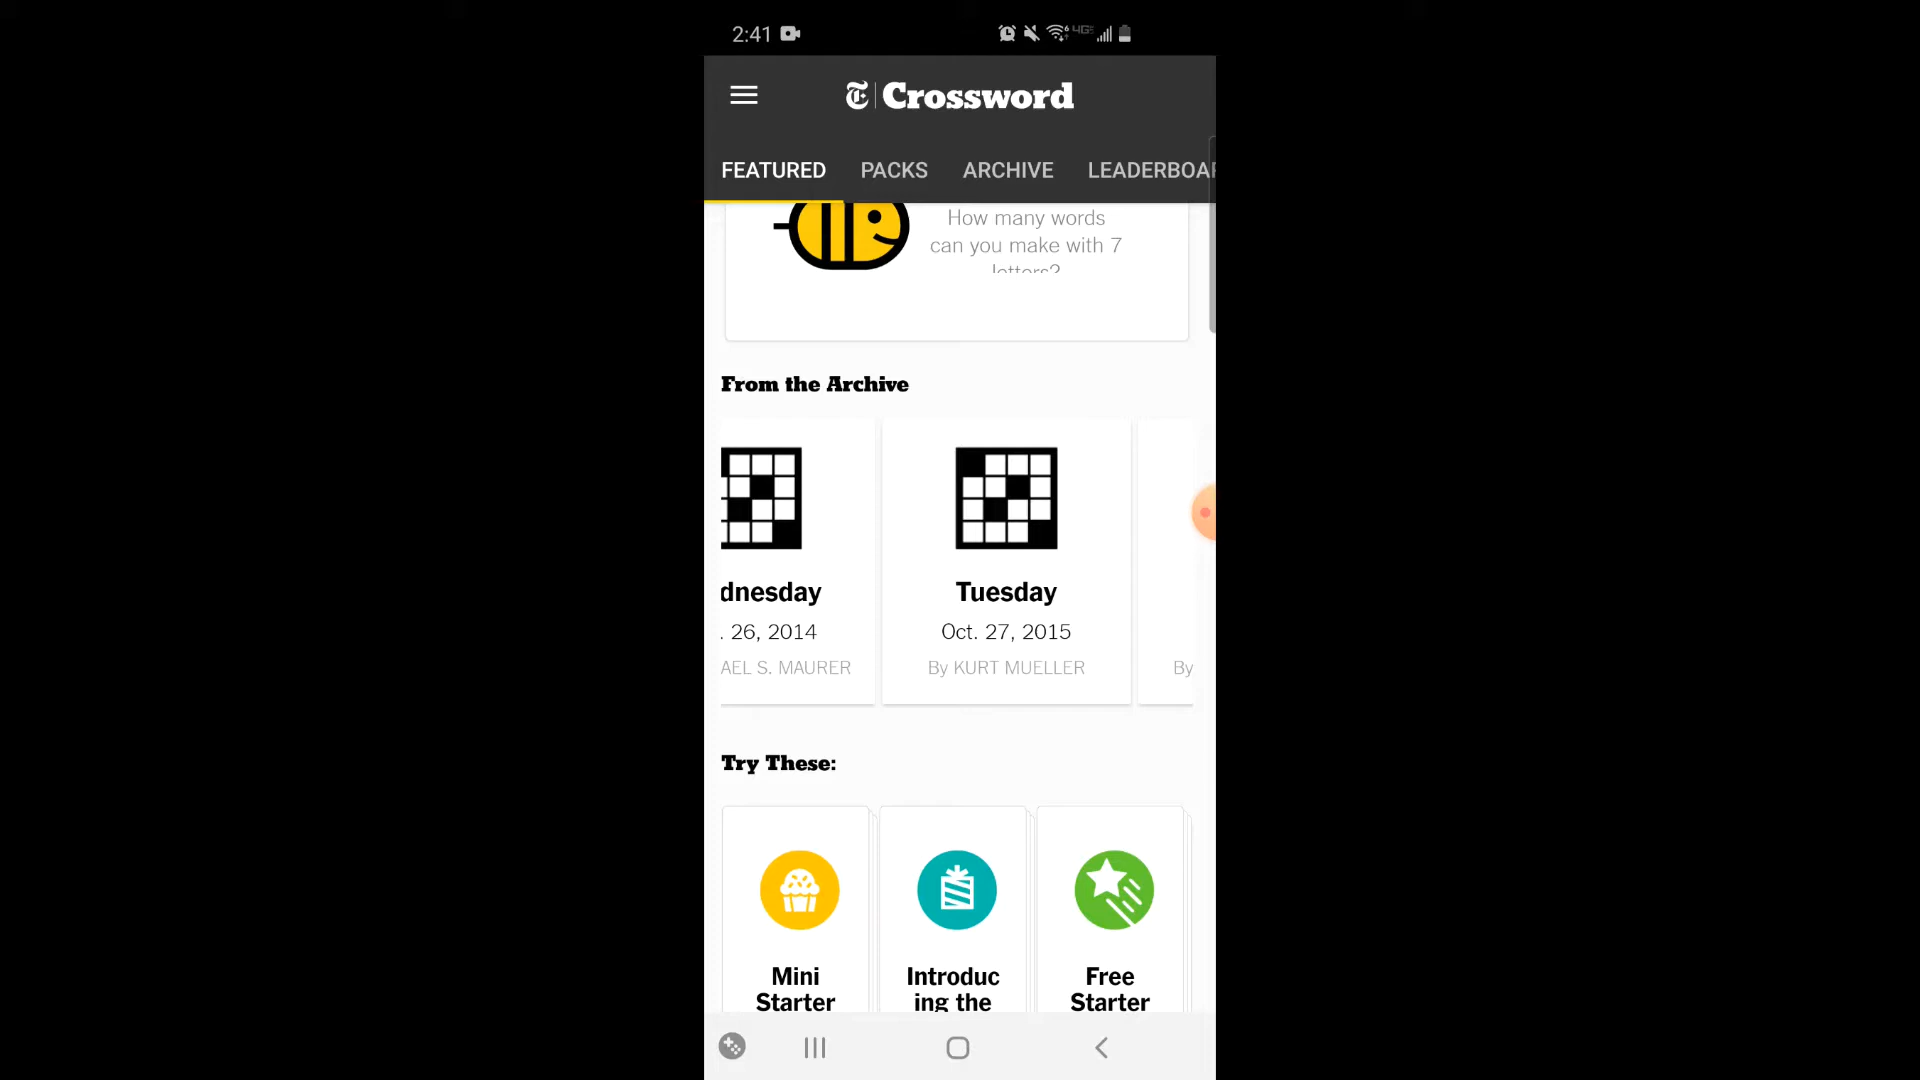 2:41
Crossword
FEATURED PACKS ARCHIVE LEADERBOAR
How many words
can you make with 7
letters?
From the Archive
dnesday
. 26, 2014
AEL S. MAURER
Tuesday
Oct. 27, 2015
By KURT MUELLER
By
Try These:
Mini
Starter
Introduc
ing the
Free
Starter